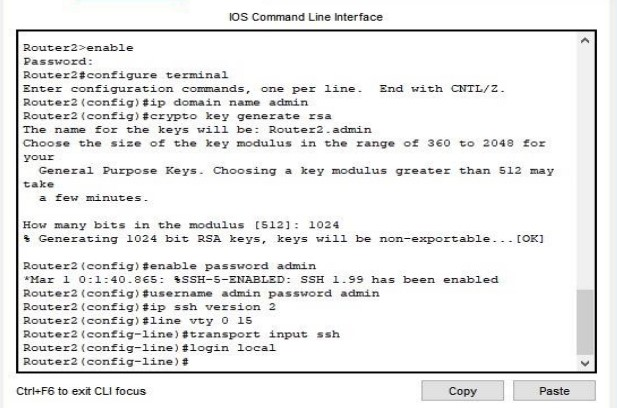 IOS Command Line Interface
Router2>enable
Password:
Router2#configure terminal
Enter configuration commands, one per line.  End with CNTL/Z.
Router2(config)#ip domain name admin
Router2(config)#crypto key generate rsa
The name for the keys will be: Router2.admin
Choose the size of the key modulus in the range of 360 to 2048 for
your
  General Purpose Keys. Choosing a key modulus greater than 512 may
take
  a few minutes.
How many bits in the modulus [512]: 1024
% Generating 1024 bit RSA keys, keys will be non-exportable...[OK]
Router2(config)#enable password admin
*Mar 1 0:1:40.865: %SSH-5-ENABLED: SSH 1.99 has been enabled
Router2(config)#username admin password admin
Router2(config)#ip ssh version 2
Router2(config)#line vty 0 15
Router2(config-line)#transport input ssh
Router2(config-line)#login local
Router2(config-line)#
Ctrl+F6 to exit CLI focus
Copy
Paste